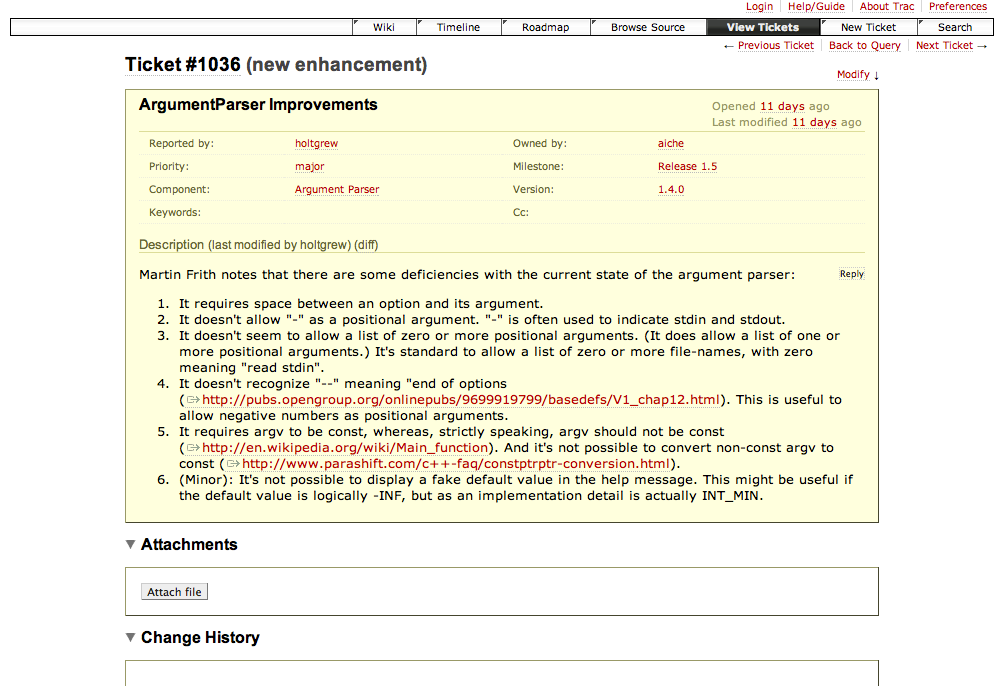 Login Help/Guide About Trac Preferences
Wiki Timeline Roadmap Browse Source View Tickets New Ticket Search
← Previous Ticket Back to Query Next Ticket →
Ticket #1036 (new enhancement)
Modify ↓
ArgumentParser Improvements
Opened 11 days ago
Last modified 11 days ago
Reported by: holtgrew Owned by: aiche
Priority: major Milestone: Release 1.5
Component: Argument Parser Version: 1.4.0
Keywords: Cc:
Description (last modified by holtgrew) (diff)
Martin Frith notes that there are some deficiencies with the current state of the argument parser: Reply
1. It requires space between an option and its argument.
2. It doesn't allow "-" as a positional argument. "-" is often used to indicate stdin and stdout.
3. It doesn't seem to allow a list of zero or more positional arguments. (It does allow a list of one or
more positional arguments.) It's standard to allow a list of zero or more file-names, with zero
meaning "read stdin".
4. It doesn't recognize "--" meaning "end of options
(http://pubs.opengroup.org/onlinepubs/9699919799/basedefs/V1_chap12.html). This is useful to
allow negative numbers as positional arguments.
5. It requires argv to be const, whereas, strictly speaking, argv should not be const
(http://en.wikipedia.org/wiki/Main_function). And it's not possible to convert non-const argv to
const (http://www.parashift.com/c++-faq/constptrptr-conversion.html).
6. (Minor): It's not possible to display a fake default value in the help message. This might be useful if
the default value is logically -INF, but as an implementation detail is actually INT_MIN.
▼ Attachments
Attach file
▼ Change History